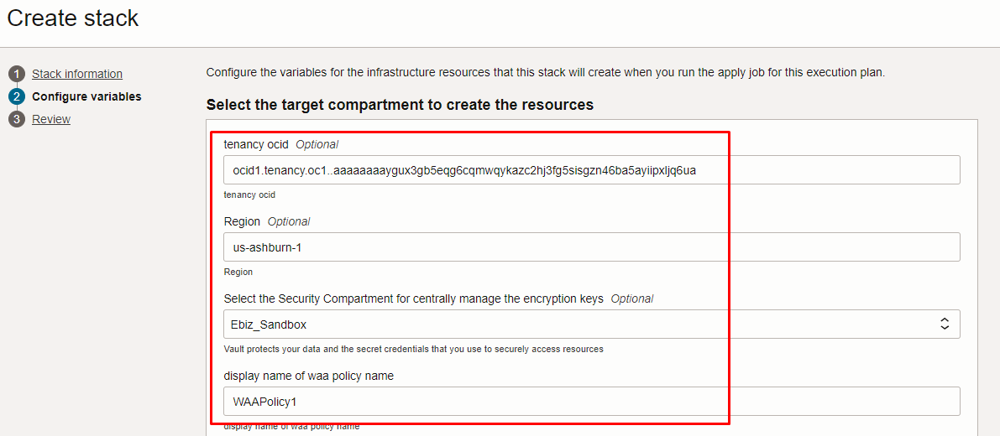 Create stack
1 Stack information
2 Configure variables
3 Review
Configure the variables for the infrastructure resources that this stack will create when you run the apply job for this execution plan.
Select the target compartment to create the resources
tenancy ocid Optional
ocid1.tenancy.oc1..aaaaaaaaygux3gb5eqg6cqmwqykazc2hj3fg5sisgzn46ba5ayiipxljq6ua
tenancy ocid
Region Optional
us-ashburn-1
Region
Select the Security Compartment for centrally manage the encryption keys Optional
Ebiz_Sandbox
Vault protects your data and the secret credentials that you use to securely access resources
display name of waa policy name
WAAPolicy1
display name of waa policy name